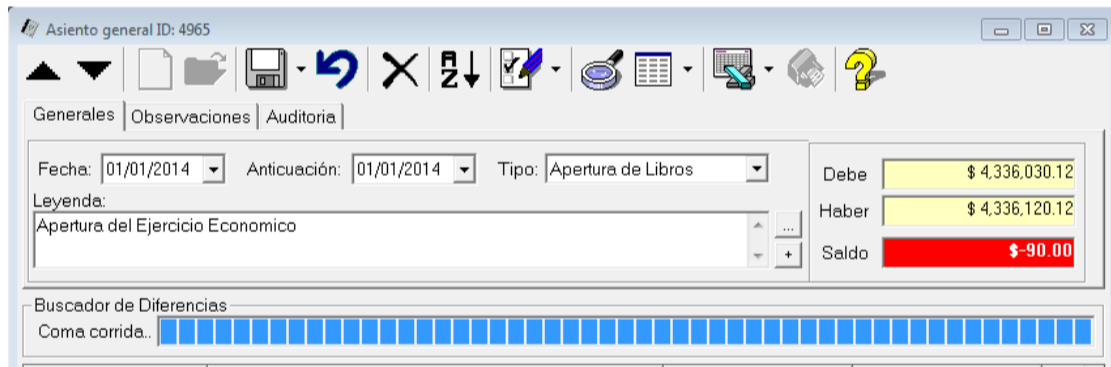 Asiento general ID: 4965
Generales Observaciones Auditoria
Fecha: 01/01/2014 Anticuación: 01/01/2014 Tipo: Apertura de Libros
Debe $ 4,336,030.12
Leyenda:
Apertura del Ejercicio Economico
...
+
Haber $ 4,336,120.12
Saldo $-90.00
Buscador de Diferencias
Coma corrida..